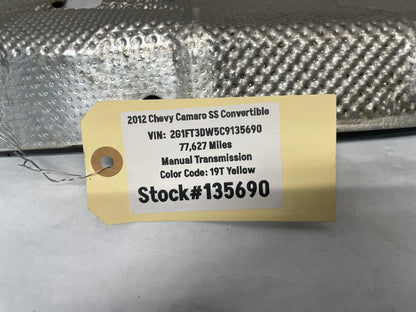 2012 Chevy Camaro SS Convertible
VIN: 2G1FT3DW5C9135690
77,627 Miles
Manual Transmission
Color Code: 19T Yellow
Stock#135690